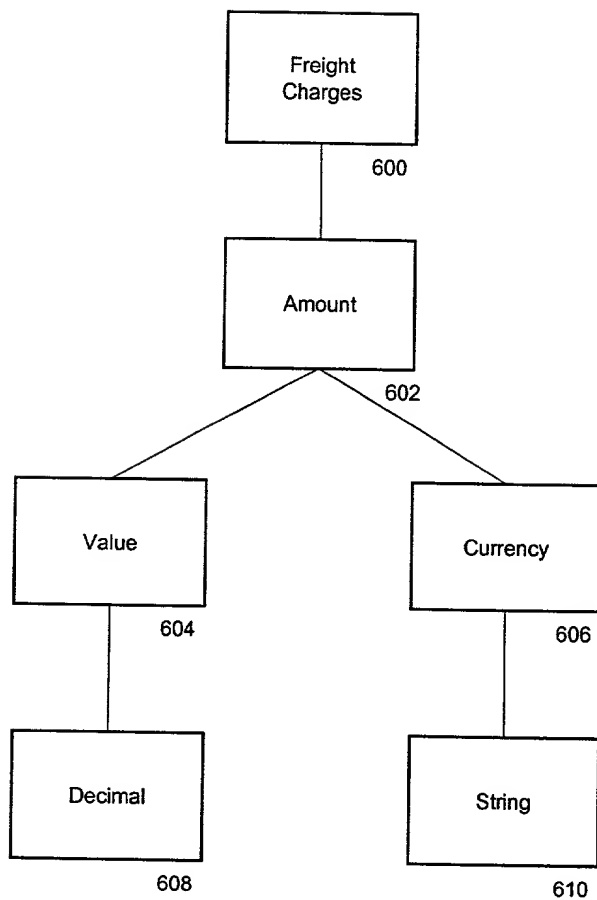 Freight
Charges
600
Amount
602
Value
Currency
604
606
Decimal
String
608
610